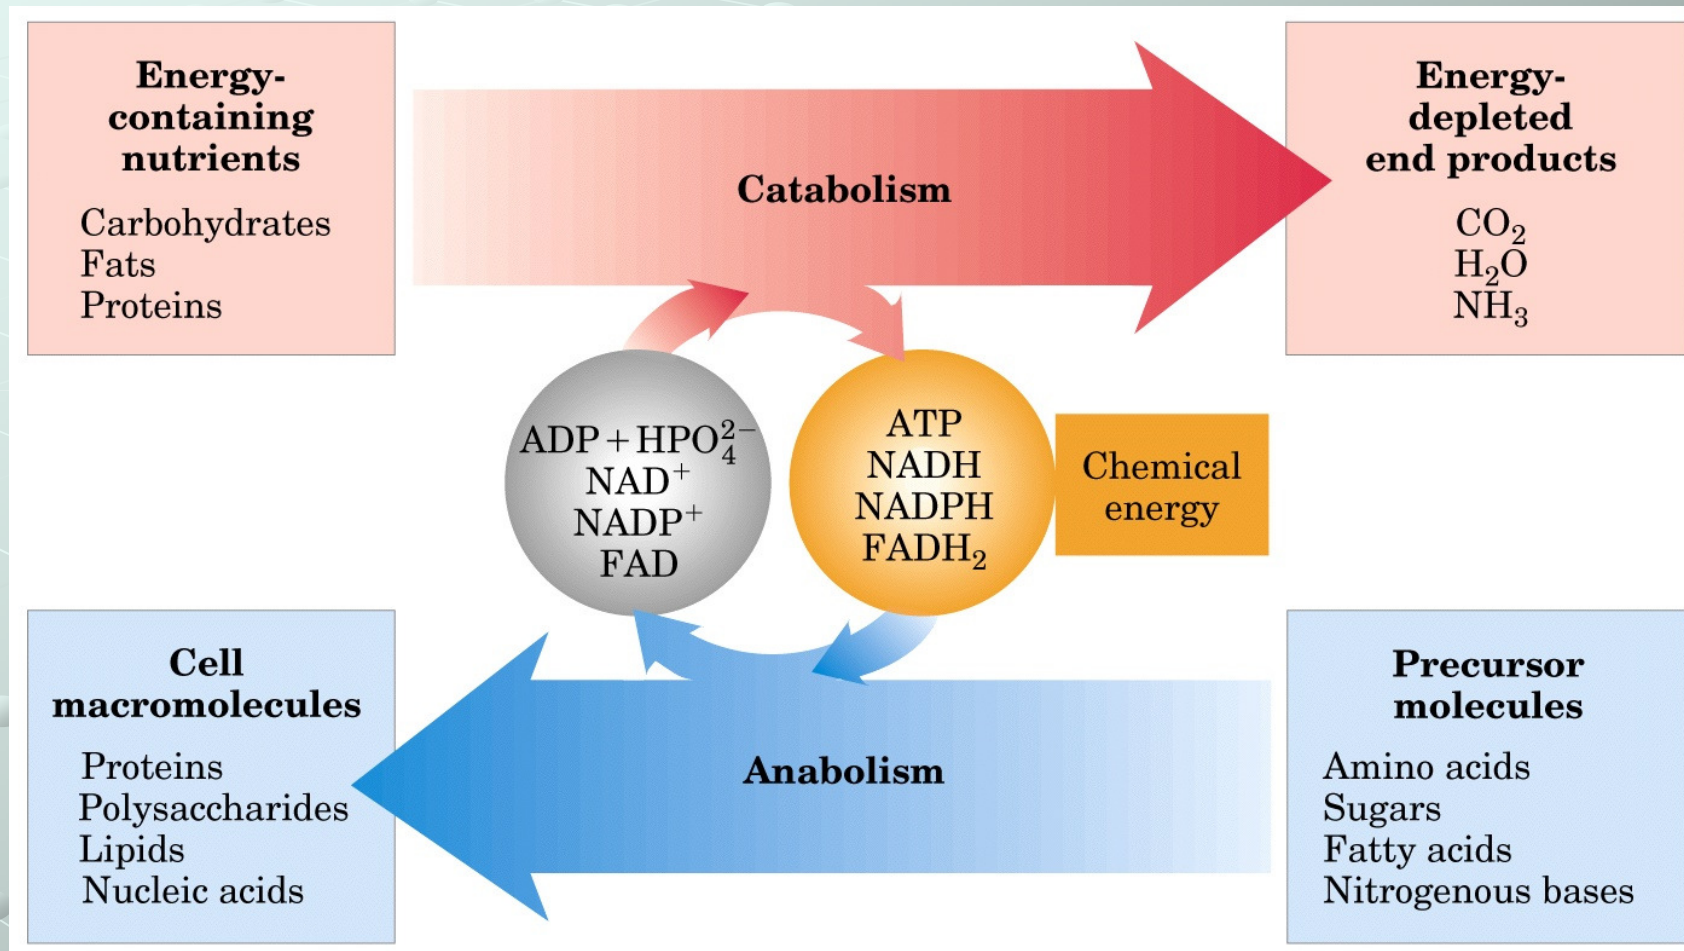 Energy-
containing
nutrients
Carbohydrates
Fats
Proteins
Catabolism
Energy-
depleted
end products
CO₂
H₂O
NH₃
ADP + HPO₄²⁻
NAD⁺
NADP⁺
FAD
ATP
NADH
NADPH
FADH₂
Chemical
energy
Cell
macromolecules
Proteins
Polysaccharides
Lipids
Nucleic acids
Anabolism
Precursor
molecules
Amino acids
Sugars
Fatty acids
Nitrogenous bases